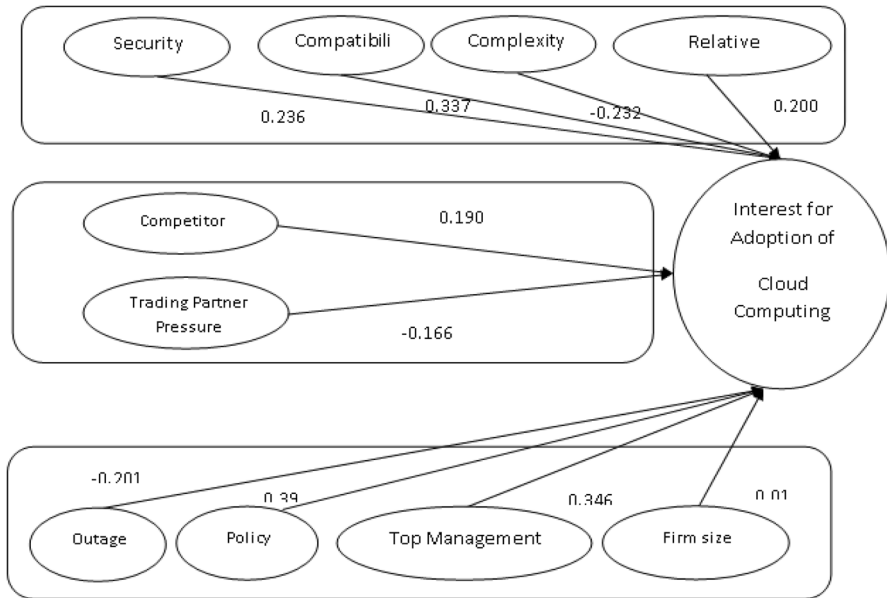 Security
Compatibili
Complexity
Relative
0.236
0.337
-0.232
0.200
Competitor
0.190
Trading Partner
Pressure
-0.166
Interest for
Adoption of
Cloud
Computing
-0.201
0.39
0.346
0.01
Outage
Policy
Top Management
Firm size